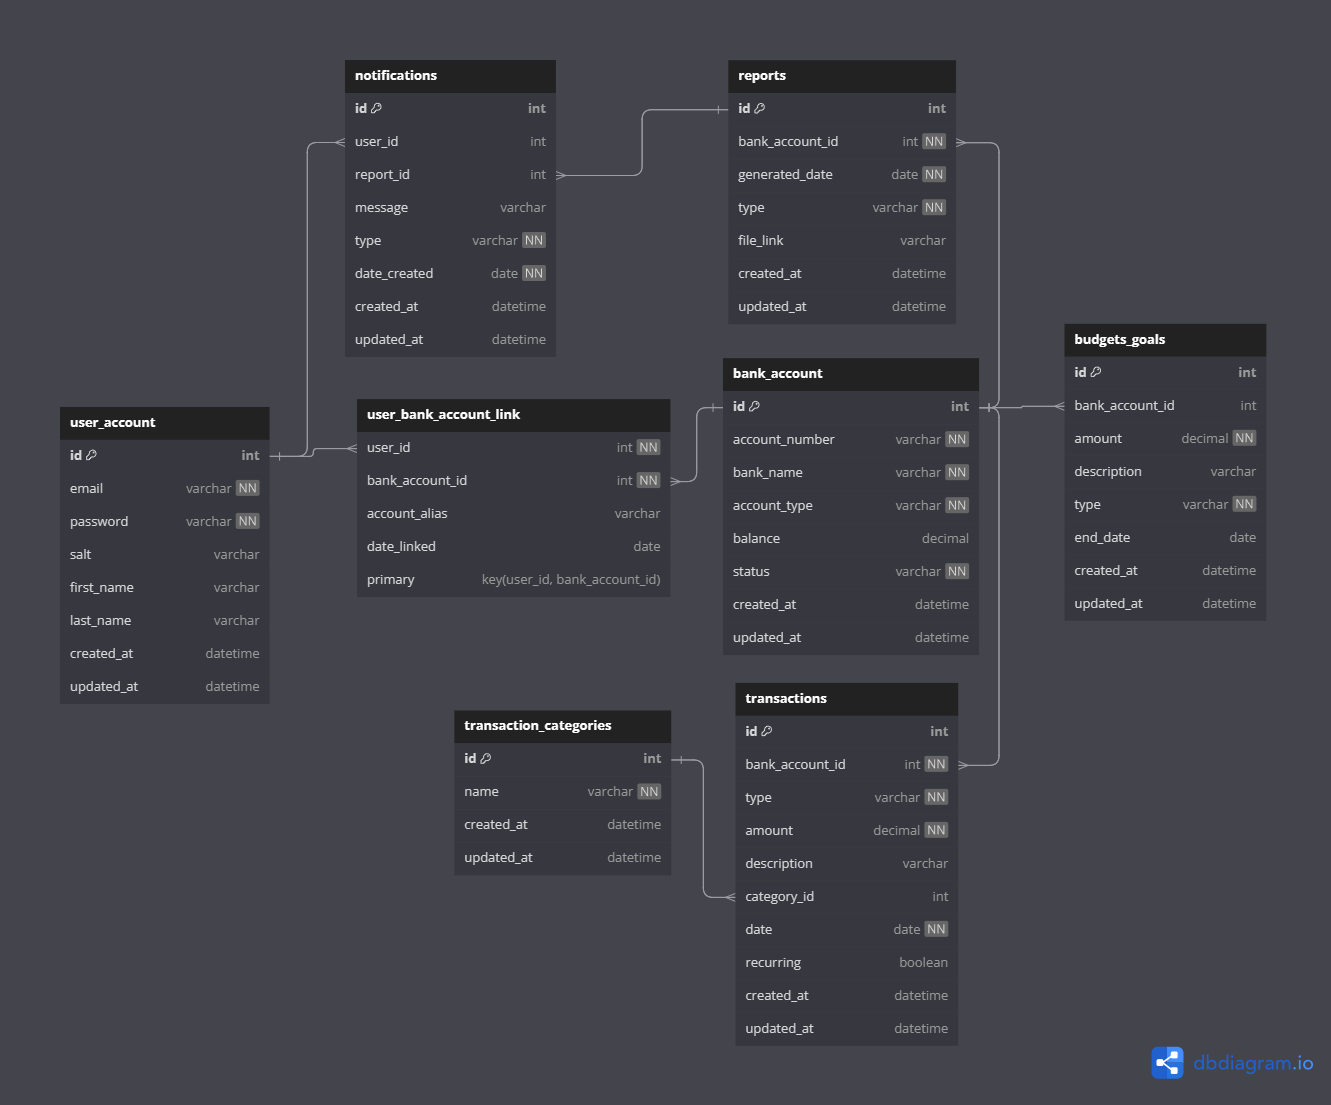 notifications
id int
user_id int
report_id int
message varchar
type varchar NN
date_created date NN
created_at datetime
updated_at datetime
reports
id int
bank_account_id int NN
generated_date date NN
type varchar NN
file_link varchar
created_at datetime
updated_at datetime
budgets_goals
id int
bank_account_id int
amount decimal NN
description varchar
type varchar NN
end_date date
created_at datetime
updated_at datetime
bank_account
id int
account_number varchar NN
bank_name varchar NN
account_type varchar NN
balance decimal
status varchar NN
created_at datetime
updated_at datetime
user_bank_account_link
user_id int NN
bank_account_id int NN
account_alias varchar
date_linked date
primary key(user_id, bank_account_id)
user_account
id int
email varchar NN
password varchar NN
salt varchar
first_name varchar
last_name varchar
created_at datetime
updated_at datetime
transaction_categories
id int
name varchar NN
created_at datetime
updated_at datetime
transactions
id int
bank_account_id int NN
type varchar NN
amount decimal NN
description varchar
category_id int
date date NN
recurring boolean
created_at datetime
updated_at datetime
dbdiagram.io